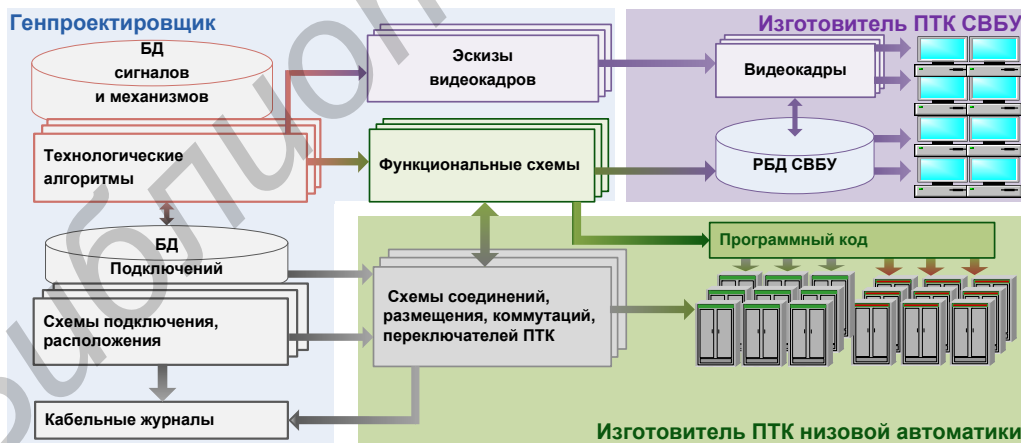 Генпроектировщик
Изготовитель ПТК СВБУ
БД
сигналов
и механизмов
Эскизы
видеокадров
Видеокадры
Технологические
алгоритмы
Функциональные схемы
РБД СВБУ
БД
Подключений
Программный код
Схемы подключения,
расположения
Схемы соединений,
размещения, коммутаций,
переключателей ПТК
Кабельные журналы
Изготовитель ПТК низовой автоматики